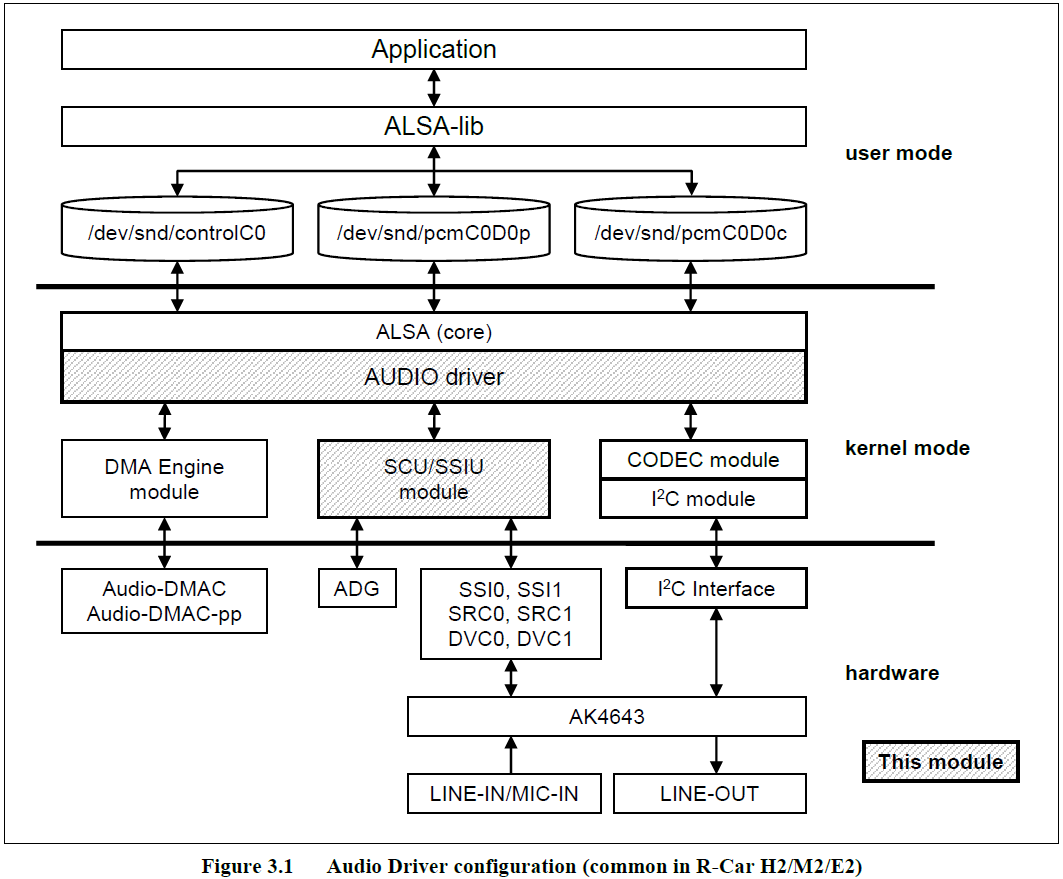 Application
ALSA-lib
user mode
/dev/snd/controlC0
/dev/snd/pcmC0D0p
/dev/snd/pcmC0D0c
ALSA (core)
AUDIO driver
DMA Engine
module
SCU/SSIU
module
CODEC module
I²C module
kernel mode
Audio-DMAC
Audio-DMAC-pp
ADG
SSI0, SSI1
SRC0, SRC1
DVC0, DVC1
I²C Interface
hardware
AK4643
This module
LINE-IN/MIC-IN
LINE-OUT
Figure 3.1 Audio Driver configuration (common in R-Car H2/M2/E2)